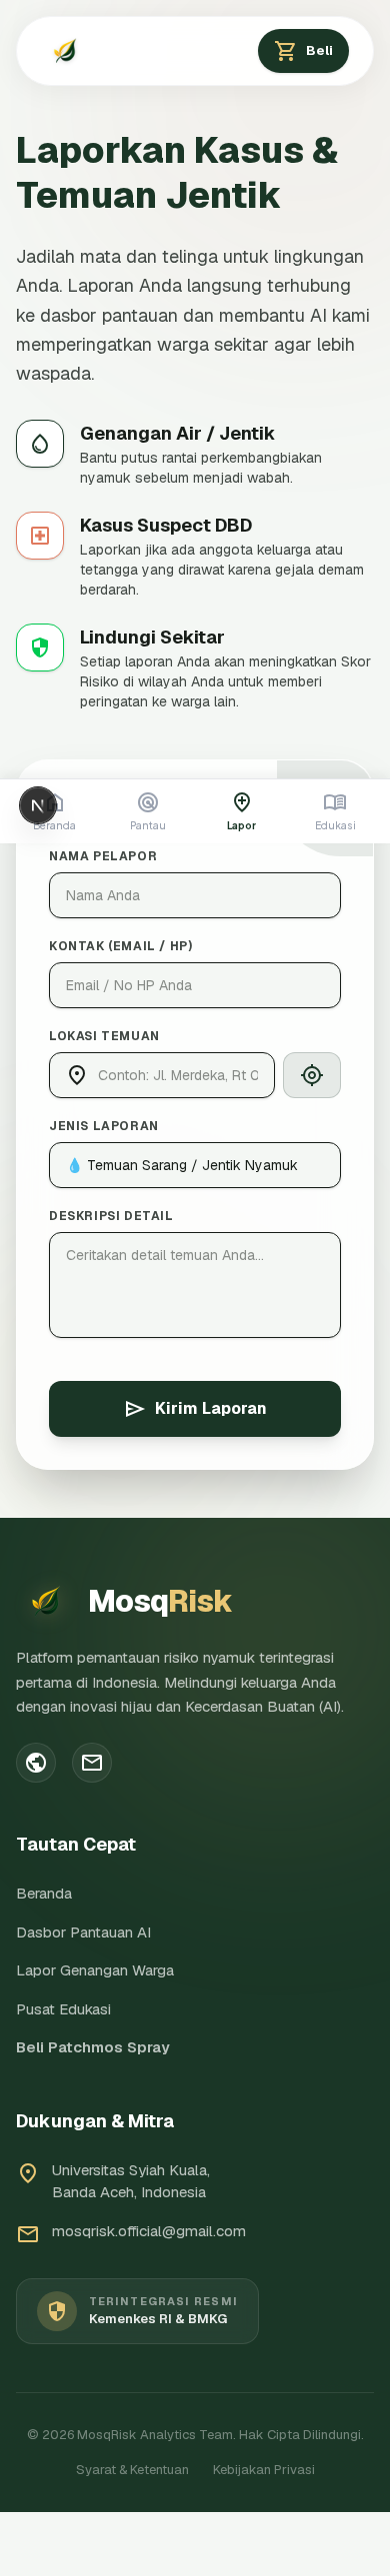 Beli
Laporkan Kasus &
Temuan Jentik
Jadilah mata dan telinga untuk lingkungan
Anda. Laporan Anda langsung terhubung
ke dasbor pantauan dan membantu AI kami
memperingatkan warga sekitar agar lebih
waspada.
Genangan Air / Jentik
Bantu putus rantai perkembangbiakan
nyamuk sebelum menjadi wabah.
Kasus Suspect DBD
Laporkan jika ada anggota keluarga atau
tetangga yang dirawat karena gejala demam
berdarah.
Lindungi Sekitar
Setiap laporan Anda akan meningkatkan Skor
Risiko di wilayah Anda untuk memberi
peringatan ke warga lain.
N
Beranda
Pantau
Lapor
Edukasi
NAMA PELAPOR
Nama Anda
KONTAK (EMAIL / HP)
Email / No HP Anda
LOKASI TEMUAN
Contoh: Jl. Merdeka, Rt
JENIS LAPORAN
💧 Temuan Sarang / Jentik Nyamuk
DESKRIPSI DETAIL
Ceritakan detail temuan Anda...
Kirim Laporan
MosqRisk
Platform pemantauan risiko nyamuk terintegrasi
pertama di Indonesia. Melindungi keluarga Anda
dengan inovasi hijau dan Kecerdasan Buatan (AI).
Tautan Cepat
Beranda
Dasbor Pantauan AI
Lapor Genangan Warga
Pusat Edukasi
Beli Patchmos Spray
Dukungan & Mitra
Universitas Syiah Kuala,
Banda Aceh, Indonesia
mosqrisk.official@gmail.com
TERINTEGRASI RESMI
Kemenkes RI & BMKG
© 2026 MosqRisk Analytics Team. Hak Cipta Dilindungi.
Syarat & Ketentuan
Kebijakan Privasi